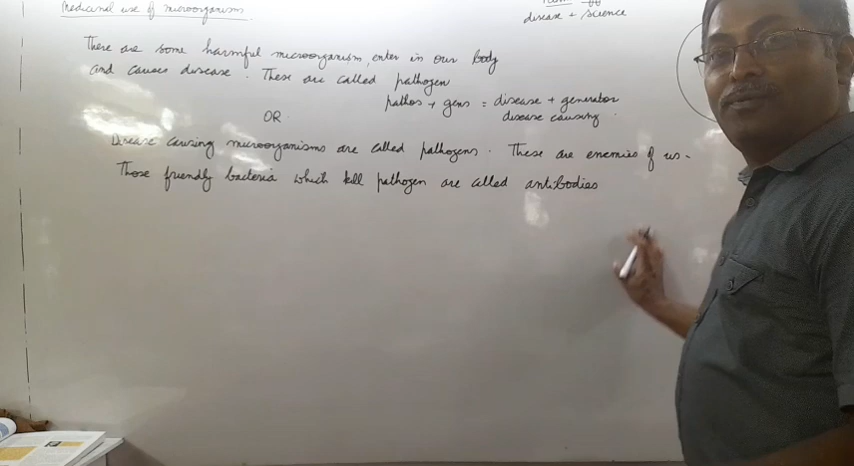 Medicinal use of microorganism.
disease + science
There are some harmful microorganism, enter in our body
and causes disease. These are called pathogen
pathos + gens = disease + generator
disease causing
OR
Disease causing microorganisms are called pathogens. These are enemies of us.
Those friendly bacteria which kill pathogen are called antibodies